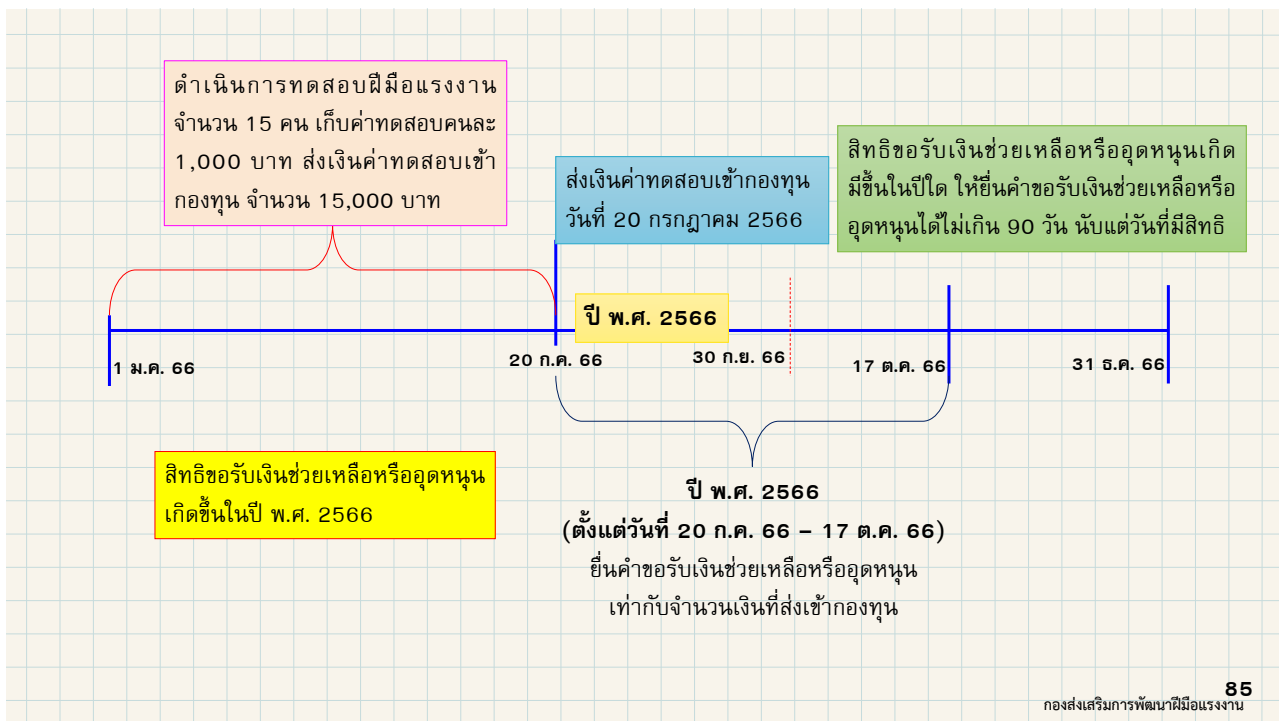 ดำเนินการทดสอบฝีมือแรงงาน
จำนวน 15 คน เก็บค่าทดสอบคนละ
1,000 บาท ส่งเงินค่าทดสอบเข้า
กองทุน จำนวน 15,000 บาท
ส่งเงินค่าทดสอบเข้ากองทุน
วันที่ 20 กรกฎาคม 2566
สิทธิขอรับเงินช่วยเหลือหรืออุดหนุนเกิด
มีขึ้นในปีใด ให้ยื่นคำขอรับเงินช่วยเหลือหรือ
อุดหนุนได้ไม่เกิน 90 วัน นับแต่วันที่มีสิทธิ
ปี พ.ศ. 2566
1 ม.ค. 66
20 ก.ค. 66
30 ก.ย. 66
17 ต.ค. 66
31 ธ.ค. 66
สิทธิขอรับเงินช่วยเหลือหรืออุดหนุน
เกิดขึ้นในปี พ.ศ. 2566
ปี พ.ศ. 2566
(ตั้งแต่วันที่ 20 ก.ค. 66 – 17 ต.ค. 66)
ยื่นคำขอรับเงินช่วยเหลือหรืออุดหนุน
เท่ากับจำนวนเงินที่ส่งเข้ากองทุน
85
กองส่งเสริมการพัฒนาฝีมือแรงงาน